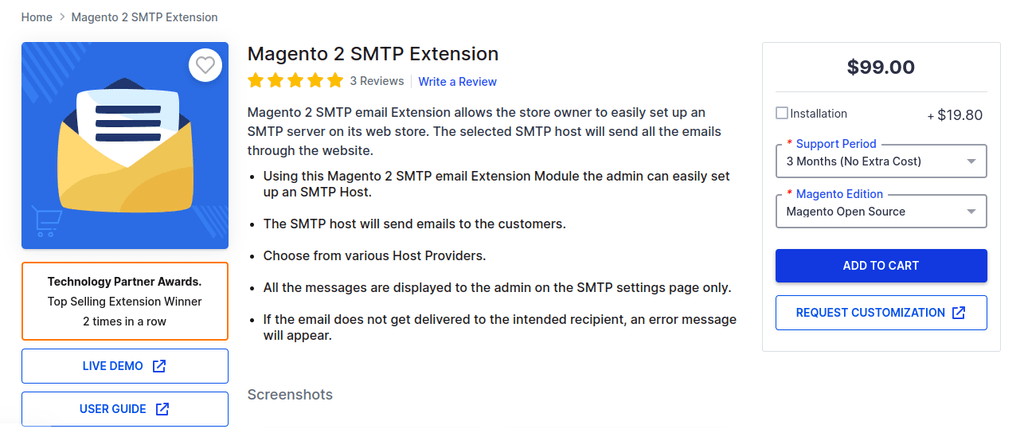 Home > Magento 2 SMTP Extension
Magento 2 SMTP Extension
3 Reviews | Write a Review
Magento 2 SMTP email Extension allows the store owner to easily set up an
SMTP server on its web store. The selected SMTP host will send all the emails
through the website.
• Using this Magento 2 SMTP email Extension Module the admin can easily set
up an SMTP Host.
• The SMTP host will send emails to the customers.
• Choose from various Host Providers.
• All the messages are displayed to the admin on the SMTP settings page only.
• If the email does not get delivered to the intended recipient, an error message
will appear.
Screenshots
Technology Partner Awards.
Top Selling Extension Winner
2 times in a row
LIVE DEMO
USER GUIDE
$99.00
Installation + $19.80
* Support Period
3 Months (No Extra Cost)
* Magento Edition
Magento Open Source
ADD TO CART
REQUEST CUSTOMIZATION